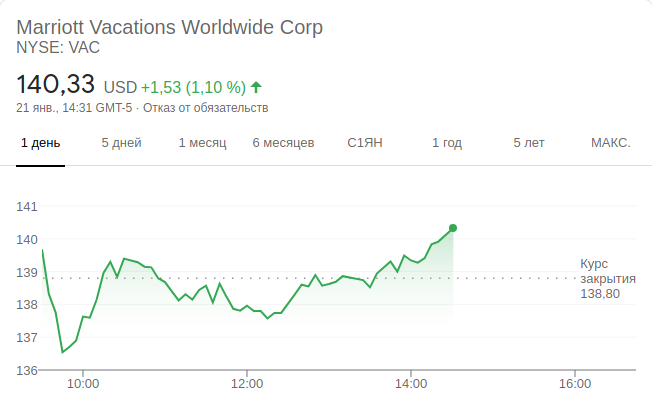 Marriott Vacations Worldwide Corp
NYSE: VAC
140,33 USD +1,53 (1,10 %)
21 янв., 14:31 GMT-5 · Отказ от обязательств
1 день 5 дней 1 месяц 6 месяцев С1ЯН 1 год 5 лет МАКС.
141
140
139
138
137
136
Курс
закрытия
138,80
10:00 12:00 14:00 16:00